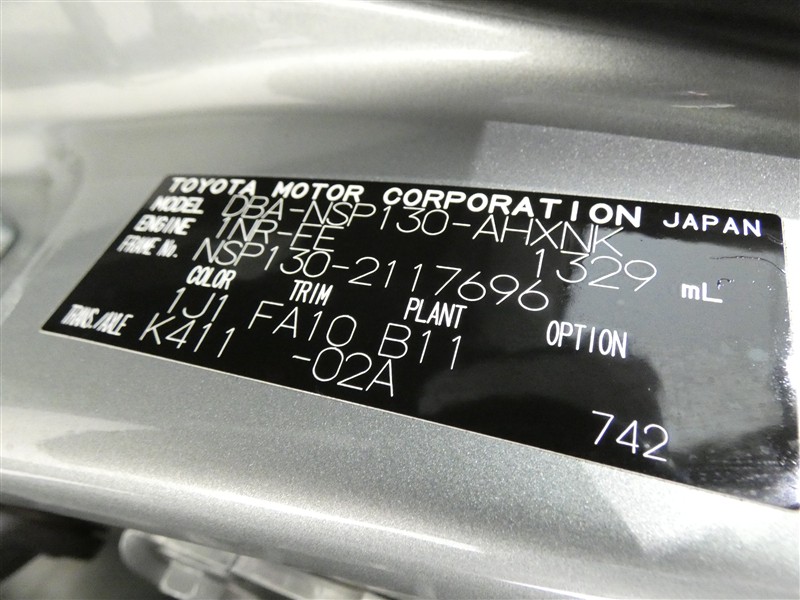 TOYOTA MOTOR CORPORATION JAPAN
MODEL DBA-NSP130-AHXNK
ENGINE 1NR-FE 1329 mL
FRAME No. NSP130-2117696
COLOR TRIM PLANT OPTION
1J1 FA10 B11
TRANS./AXLE K411 -02A
742